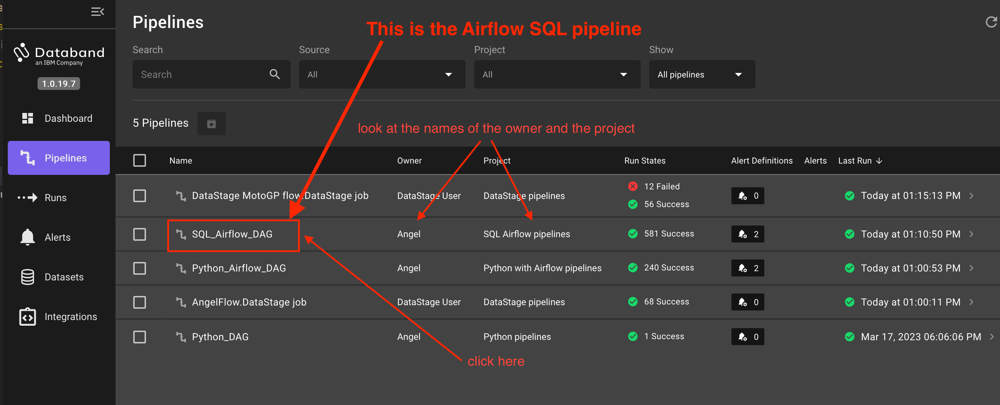 Pipelines
This is the Airflow SQL pipeline
Databand
an IBM Company
1.0.19.7
Search
Source
Project
Show
Search
All
All
All pipelines
Dashboard
Pipelines
Runs
Alerts
Datasets
Integrations
5 Pipelines
look at the names of the owner and the project
Name Owner Project Run States Alert Definitions Alerts Last Run
DataStage MotoGP flow.DataStage job DataStage User DataStage pipelines 12 Failed 56 Success 0 Today at 01:15:13 PM
SQL_Airflow_DAG Angel SQL Airflow pipelines 581 Success 2 Today at 01:10:50 PM
Python_Airflow_DAG Angel Python with Airflow pipelines 240 Success 2 Today at 01:00:53 PM
AngelFlow.DataStage job DataStage User DataStage pipelines 68 Success 0 Today at 01:00:11 PM
Python_DAG Angel Python pipelines 1 Success 0 Mar 17, 2023 06:06:06 PM
click here